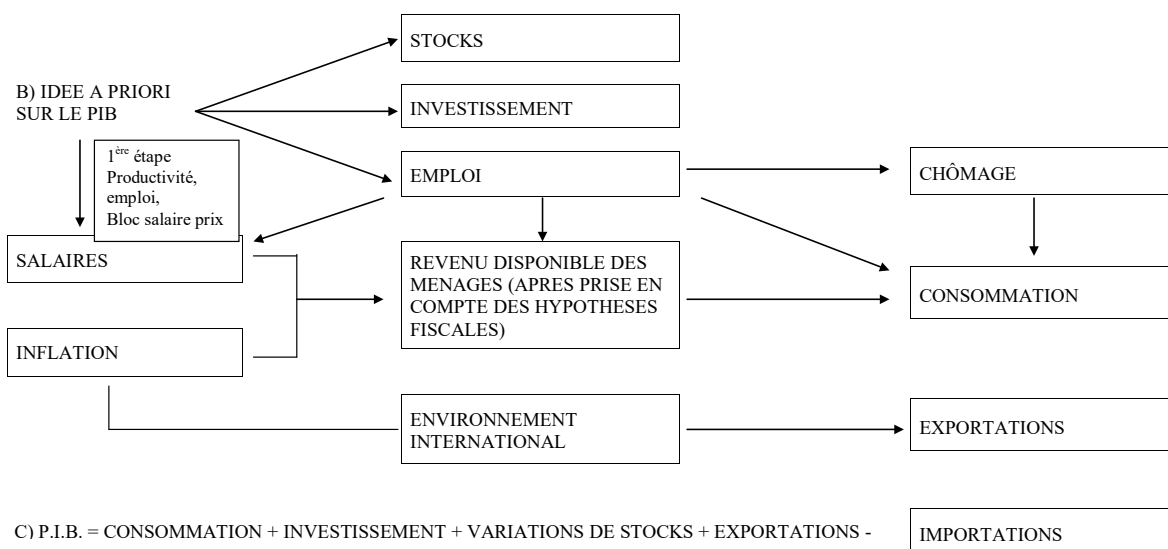 STOCKS
B) IDEE A PRIORI
SUR LE PIB
INVESTISSEMENT
1ère étape
Productivité,
emploi,
Bloc salaire prix
EMPLOI
CHÔMAGE
SALAIRES
REVENU DISPONIBLE DES
MENAGES (APRES PRISE EN
COMPTE DES HYPOTHESES
FISCALES)
CONSOMMATION
INFLATION
ENVIRONNEMENT
INTERNATIONAL
EXPORTATIONS
C) P.I.B. = CONSOMMATION + INVESTISSEMENT + VARIATIONS DE STOCKS + EXPORTATIONS -
IMPORTATIONS